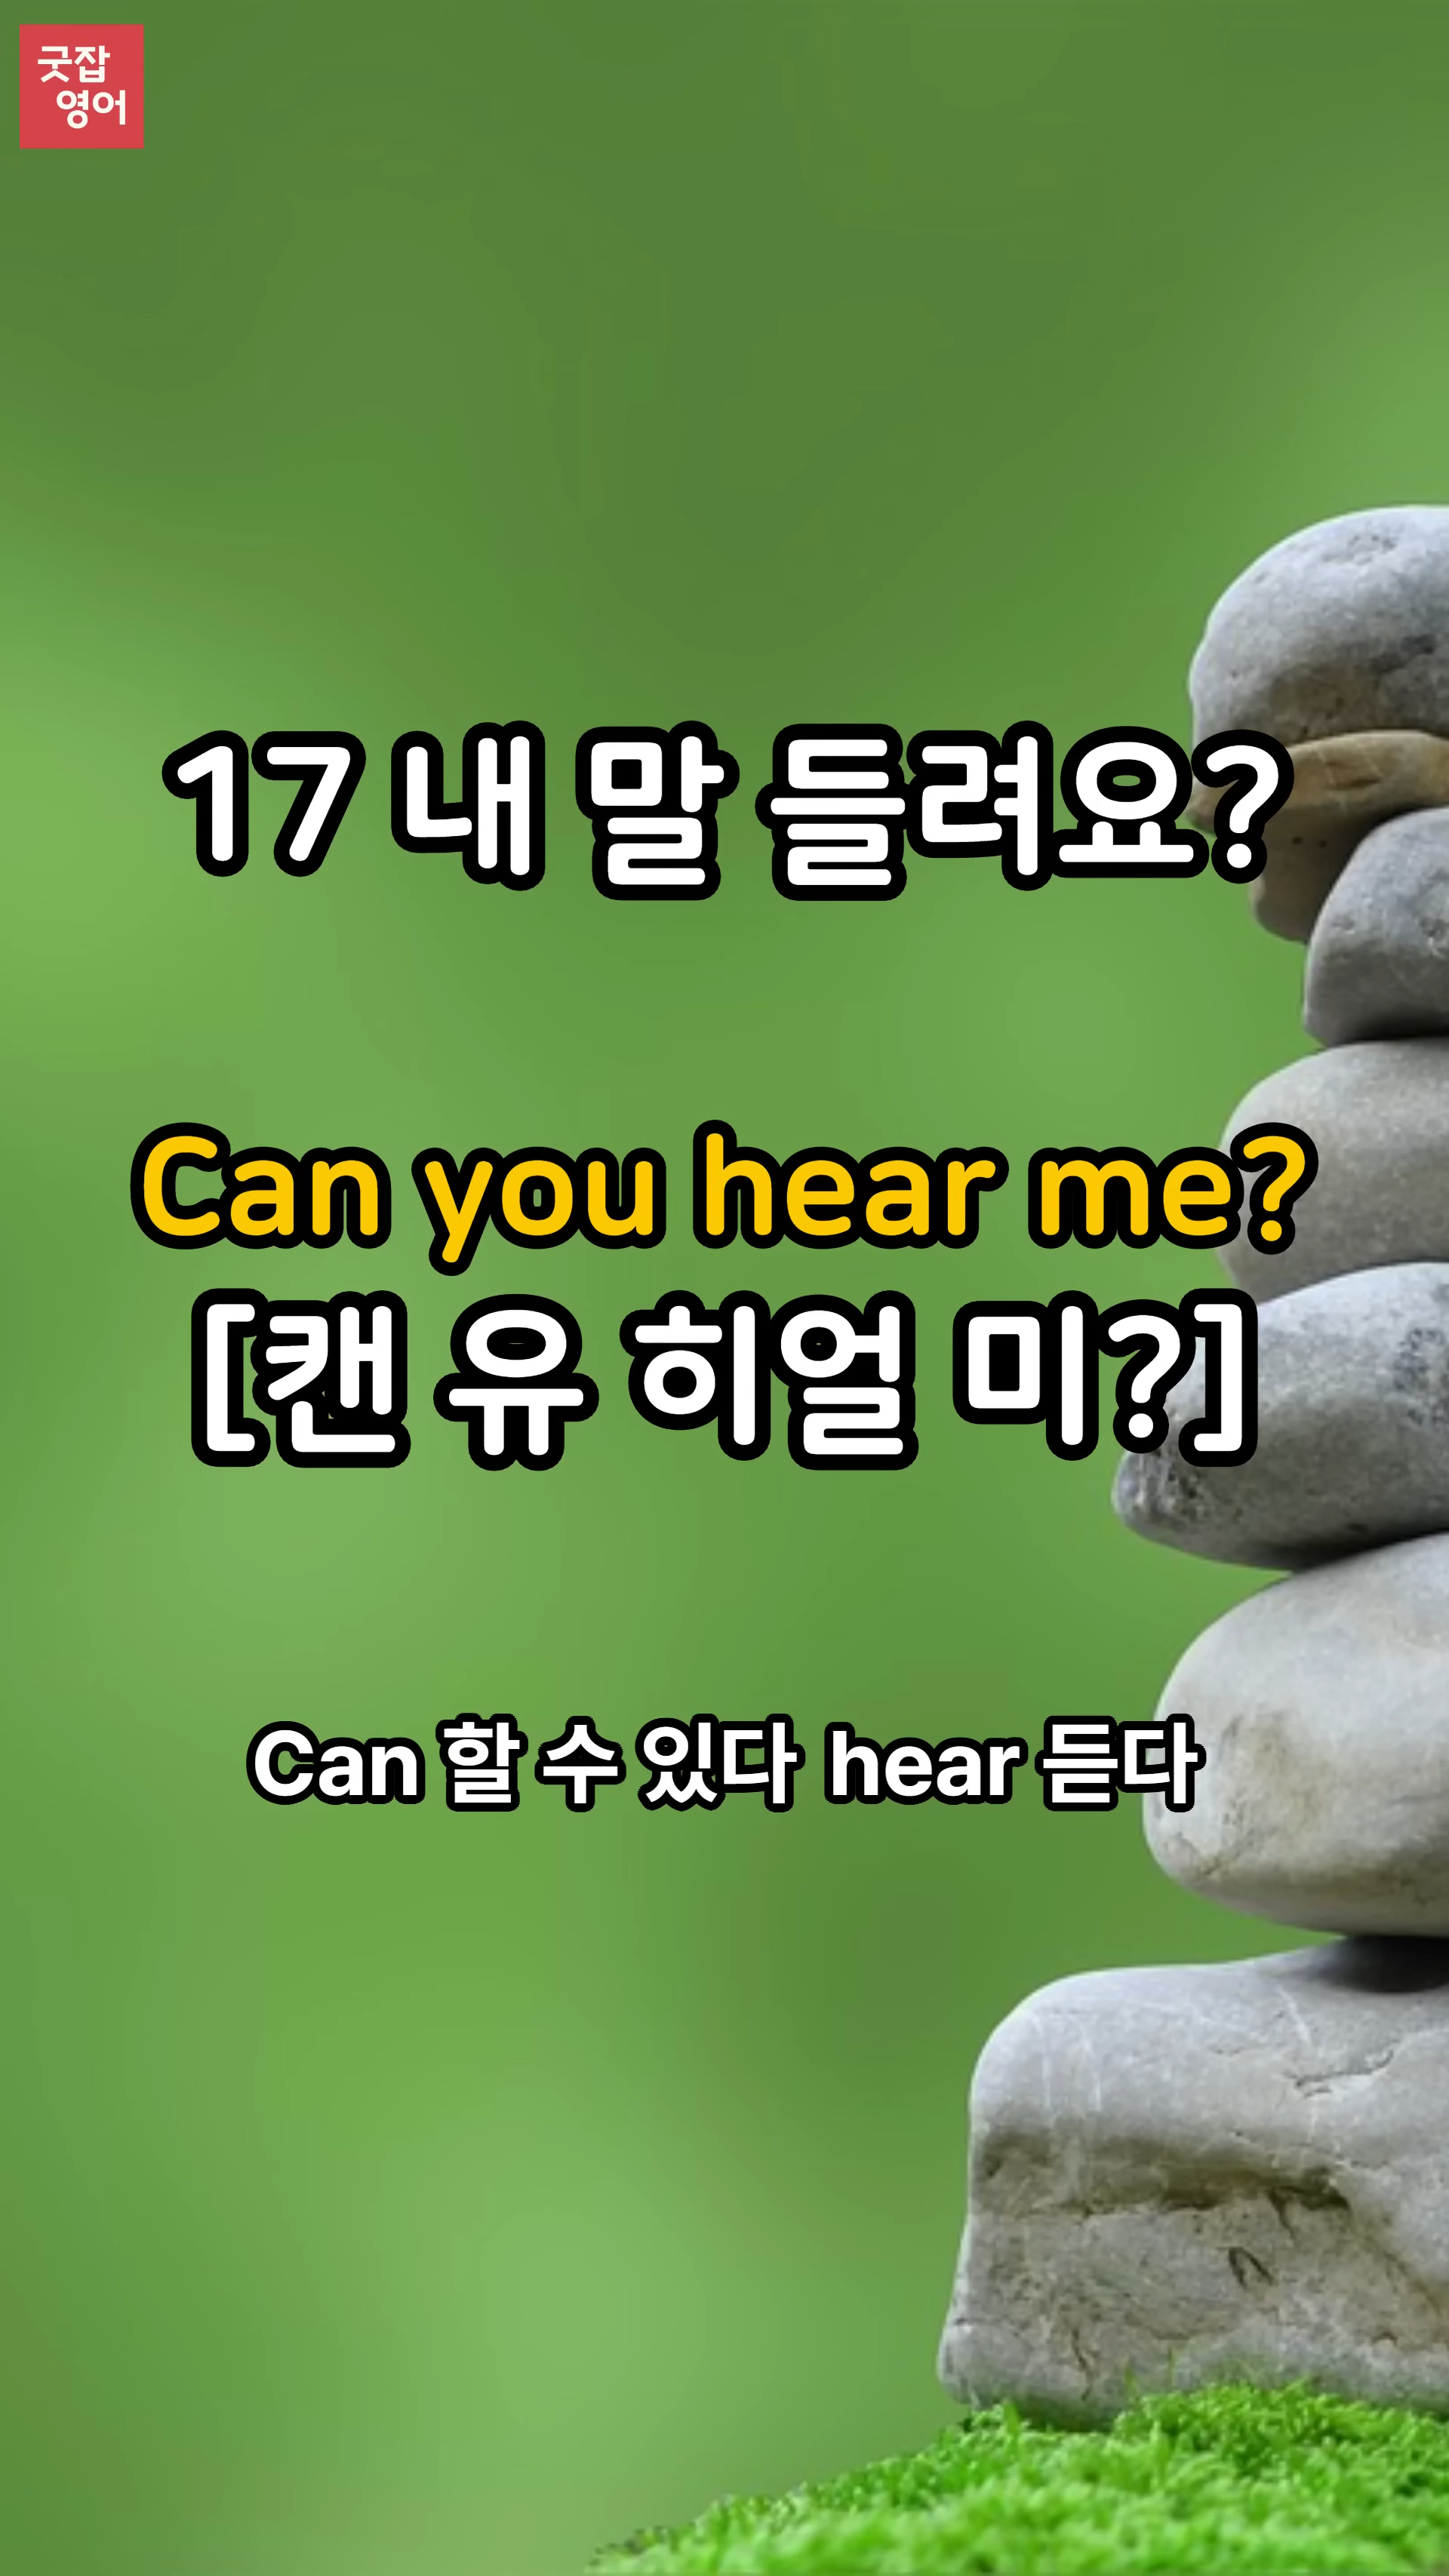 굿잡
영어
17 내 말 들려요?
Can you hear me?
[캔 유 히얼 미?]
Can 할 수 있다 hear 듣다